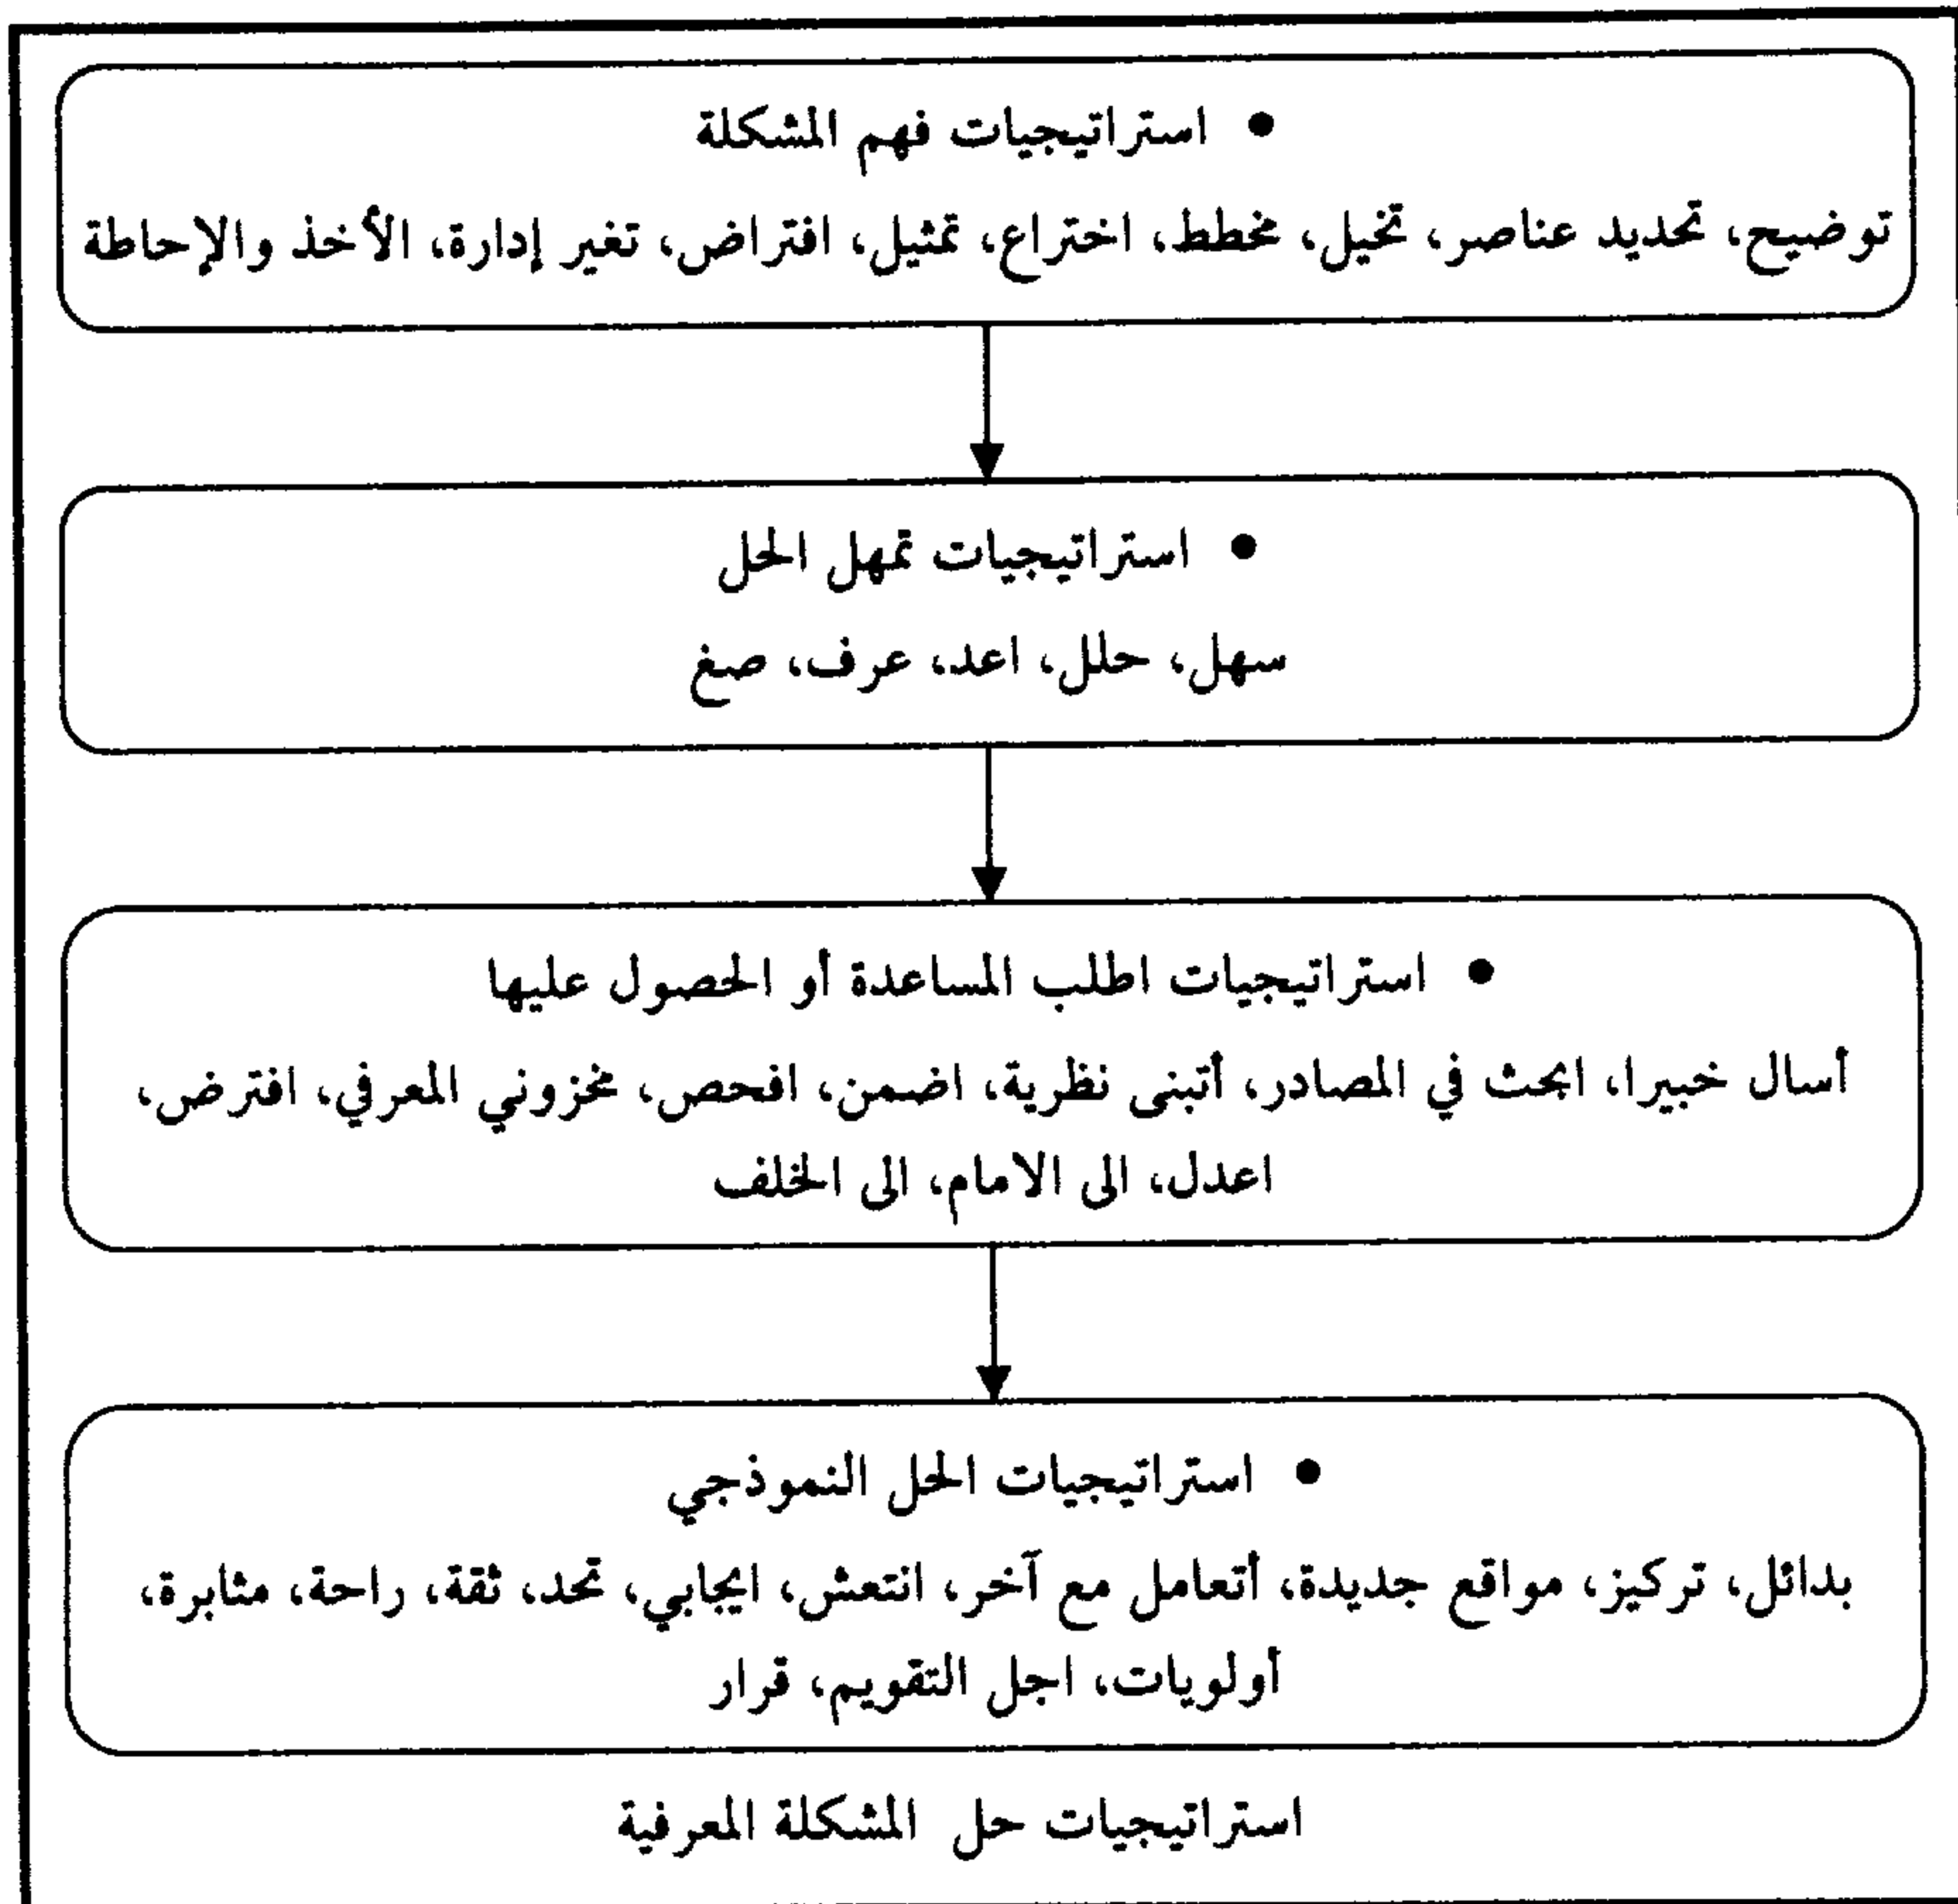 • استراتيجيات فهم المشكلة
توضيح، تحديد عناصر، تخيل، مخطط، اختراع، تمثيل، افتراض، تغير إدارة، الأخذ والإحاطة
• استراتيجيات تمهل الحل
سهل، حلل، اعد، عرف، صغ
• استراتيجيات اطلب المساعدة أو الحصول عليها
أسال خبيرا، ابحث في المصادر، أتبنى نظرية، اضمن، افحص، مخزوني المعرفي، افترض،
اعدل، الى الامام، الى الخلف
• استراتيجيات الحل النموذجي
بدائل، تركيز، مواقع جديدة، أتعامل مع آخر، انتعش، ايجابي، تحد، ثقة، راحة، مثابرة،
أولويات، اجل التقويم، قرار
استراتيجيات حل المشكلة المعرفية